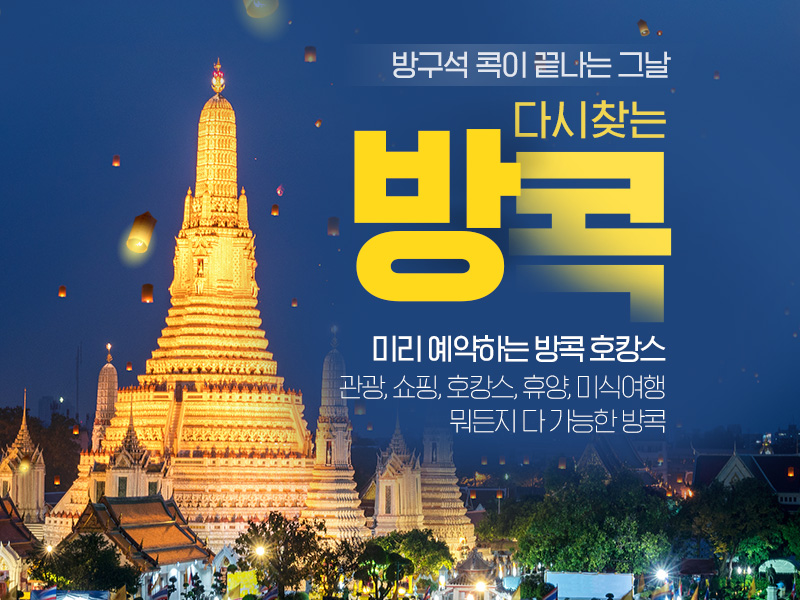 방구석 콕이 끝나는 그날
다시 찾는
방콕
미리 예약하는 방콕 호캉스
관광, 쇼핑, 호캉스, 휴양, 미식여행
뭐든지 다 가능한 방콕